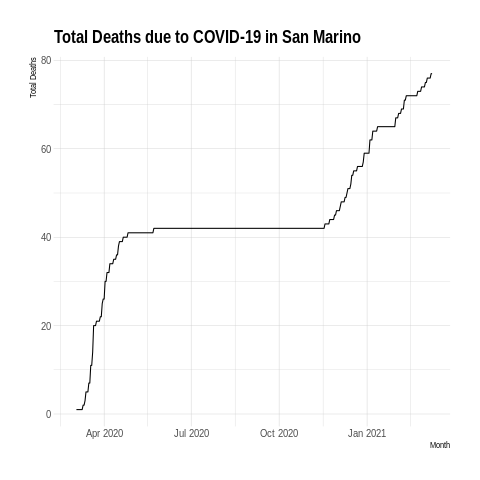 Total Deaths due to COVID-19 in San Marino
Total Deaths
80
60
40
20
0
Apr 2020
Jul 2020
Oct 2020
Jan 2021
Month